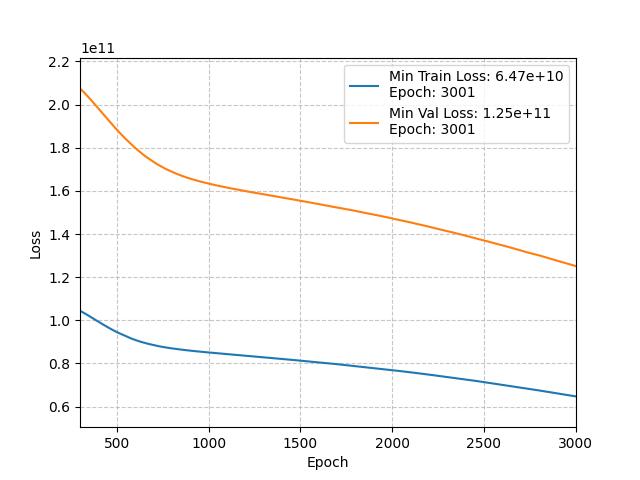 1e11
2.2
2.0
1.8
1.6
1.4
1.2
1.0
0.8
0.6
Loss
Min Train Loss: 6.47e+10
Epoch: 3001
Min Val Loss: 1.25e+11
Epoch: 3001
500 1000 1500 2000 2500 3000
Epoch